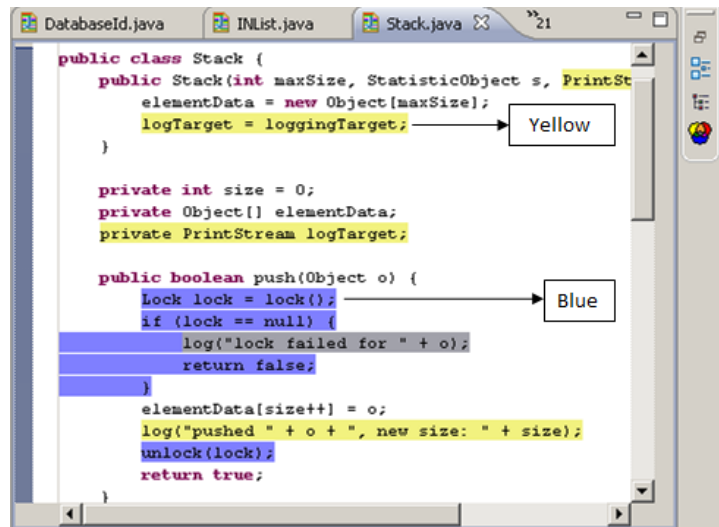 DatabaseId.java INList.java Stack.java »21
public class Stack {
public Stack(int maxSize, StatisticObject s, PrintSt
elementData = new Object[maxSize];
logTarget = loggingTarget; Yellow
}
private int size = 0;
private Object[] elementData;
private PrintStream logTarget;
public boolean push(Object o) {
Lock lock = lock(); Blue
if (lock == null) {
log("lock failed for " + o);
return false;
}
elementData[size++] = o;
log("pushed " + o + ", new size: " + size);
unlock(lock);
return true;
}